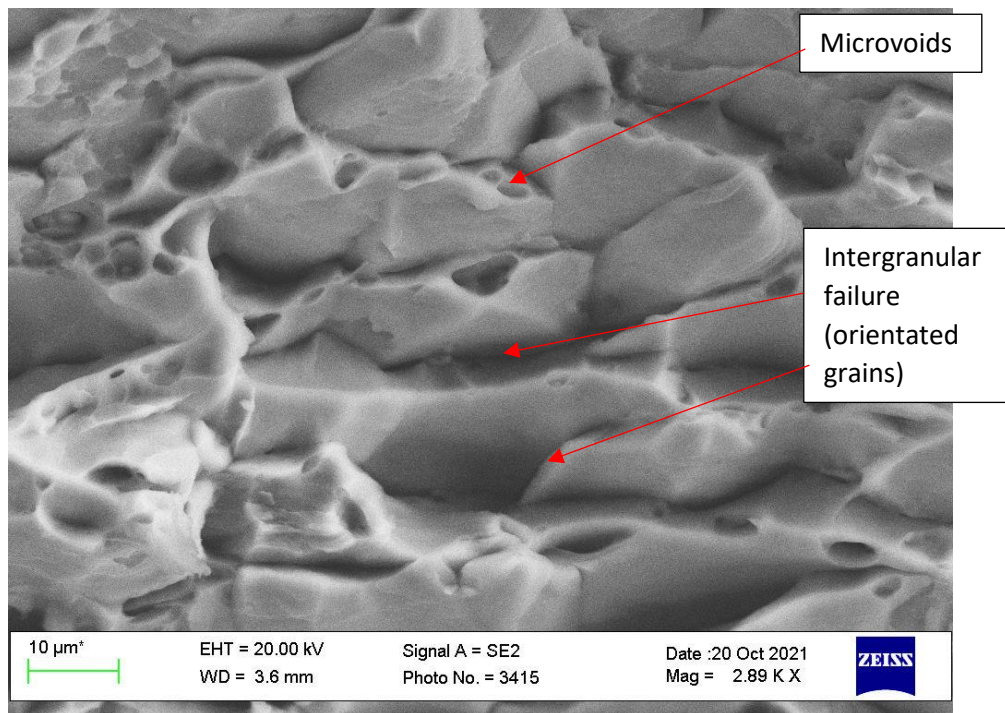 Microvoids
Intergranular
failure
(orientated
grains)
10 µm*
EHT = 20.00 kV
Signal A = SE2
Date :20 Oct 2021
ZEISS
WD = 3.6 mm
Photo No. = 3415
Mag = 2.89 K X